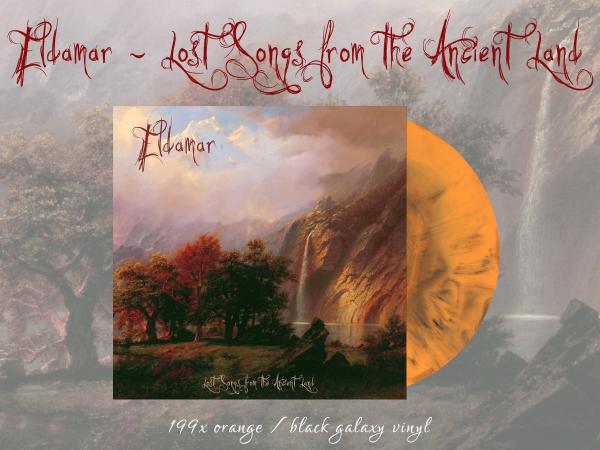 Eldamar ~ Lost Songs from the Ancient Land
Eldamar
Lost Songs from the Ancient Land
199x orange / black galaxy vinyl